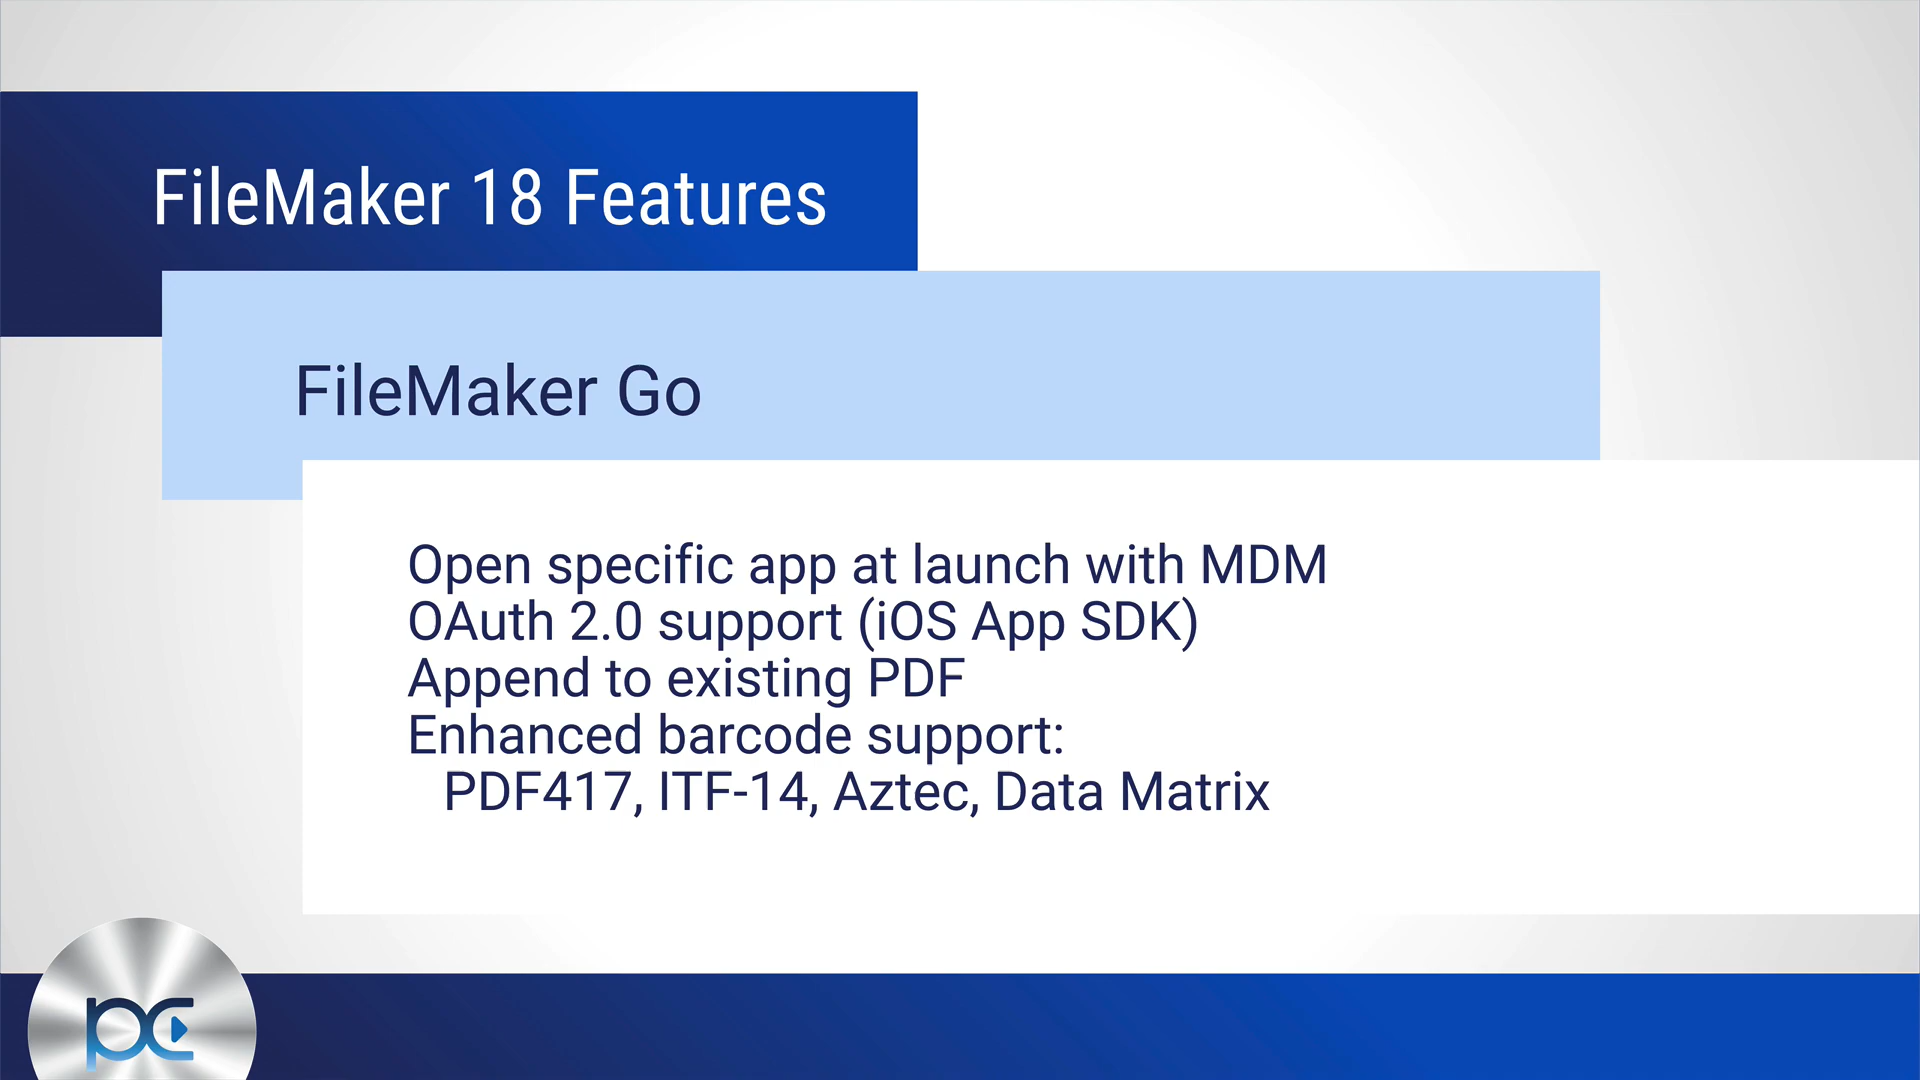 FileMaker 18 Features
FileMaker Go
Open specific app at launch with MDM
OAuth 2.0 support (iOS App SDK)
Append to existing PDF
Enhanced barcode support:
PDF417, ITF-14, Aztec, Data Matrix
pc